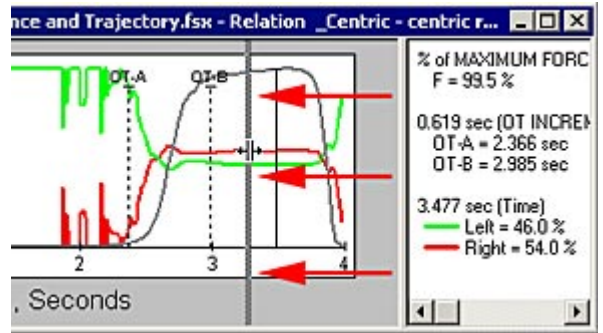 nce and Trajectory.fsx - Relation _Centric - centric r...
OT-A OT-B
% of MAXIMUM FORC
F = 99.5 %
0.619 sec (OT INCREM
OT-A = 2.366 sec
OT-B = 2.985 sec
3.477 sec (Time)
Left = 46.0 %
Right = 54.0 %
2 3 4
, Seconds